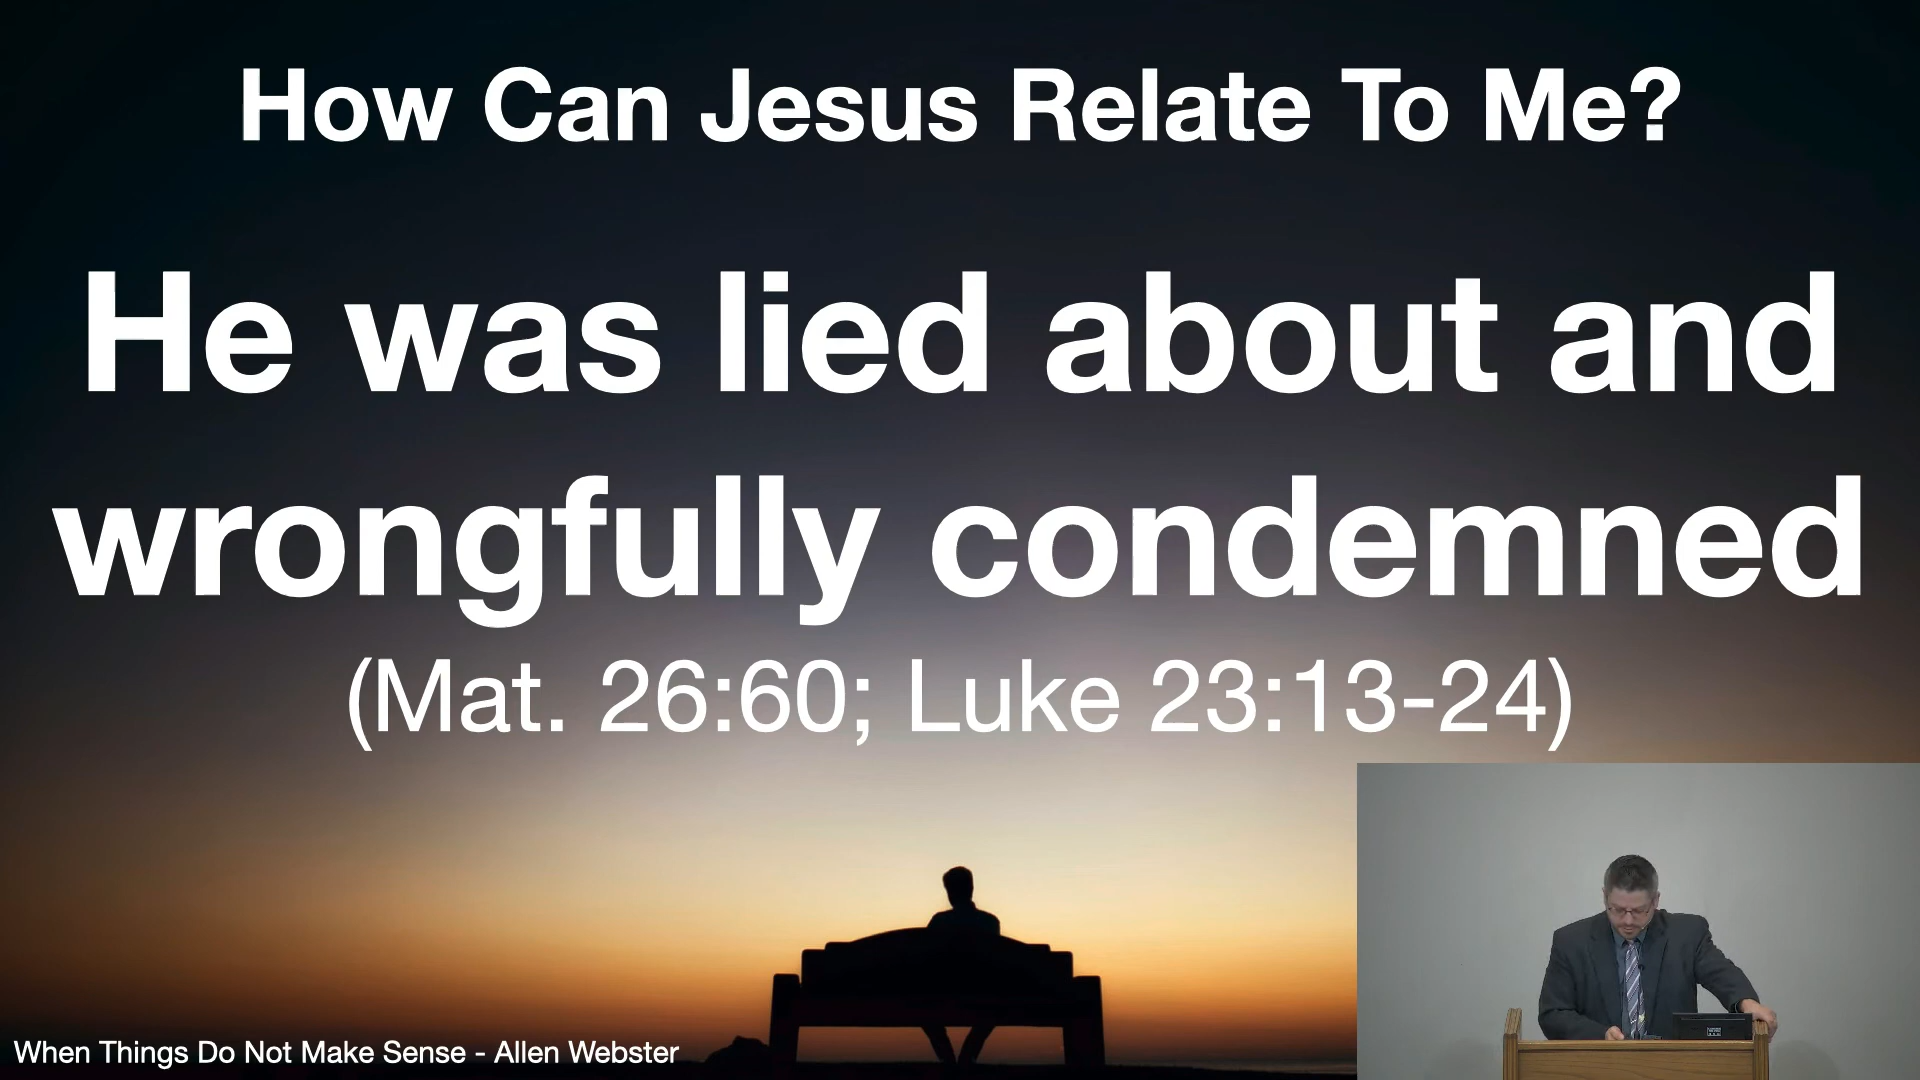 How Can Jesus Relate To Me?
He was lied about and
wrongfully condemned
(Mat. 26:60; Luke 23:13-24)
When Things Do Not Make Sense - Allen Webster